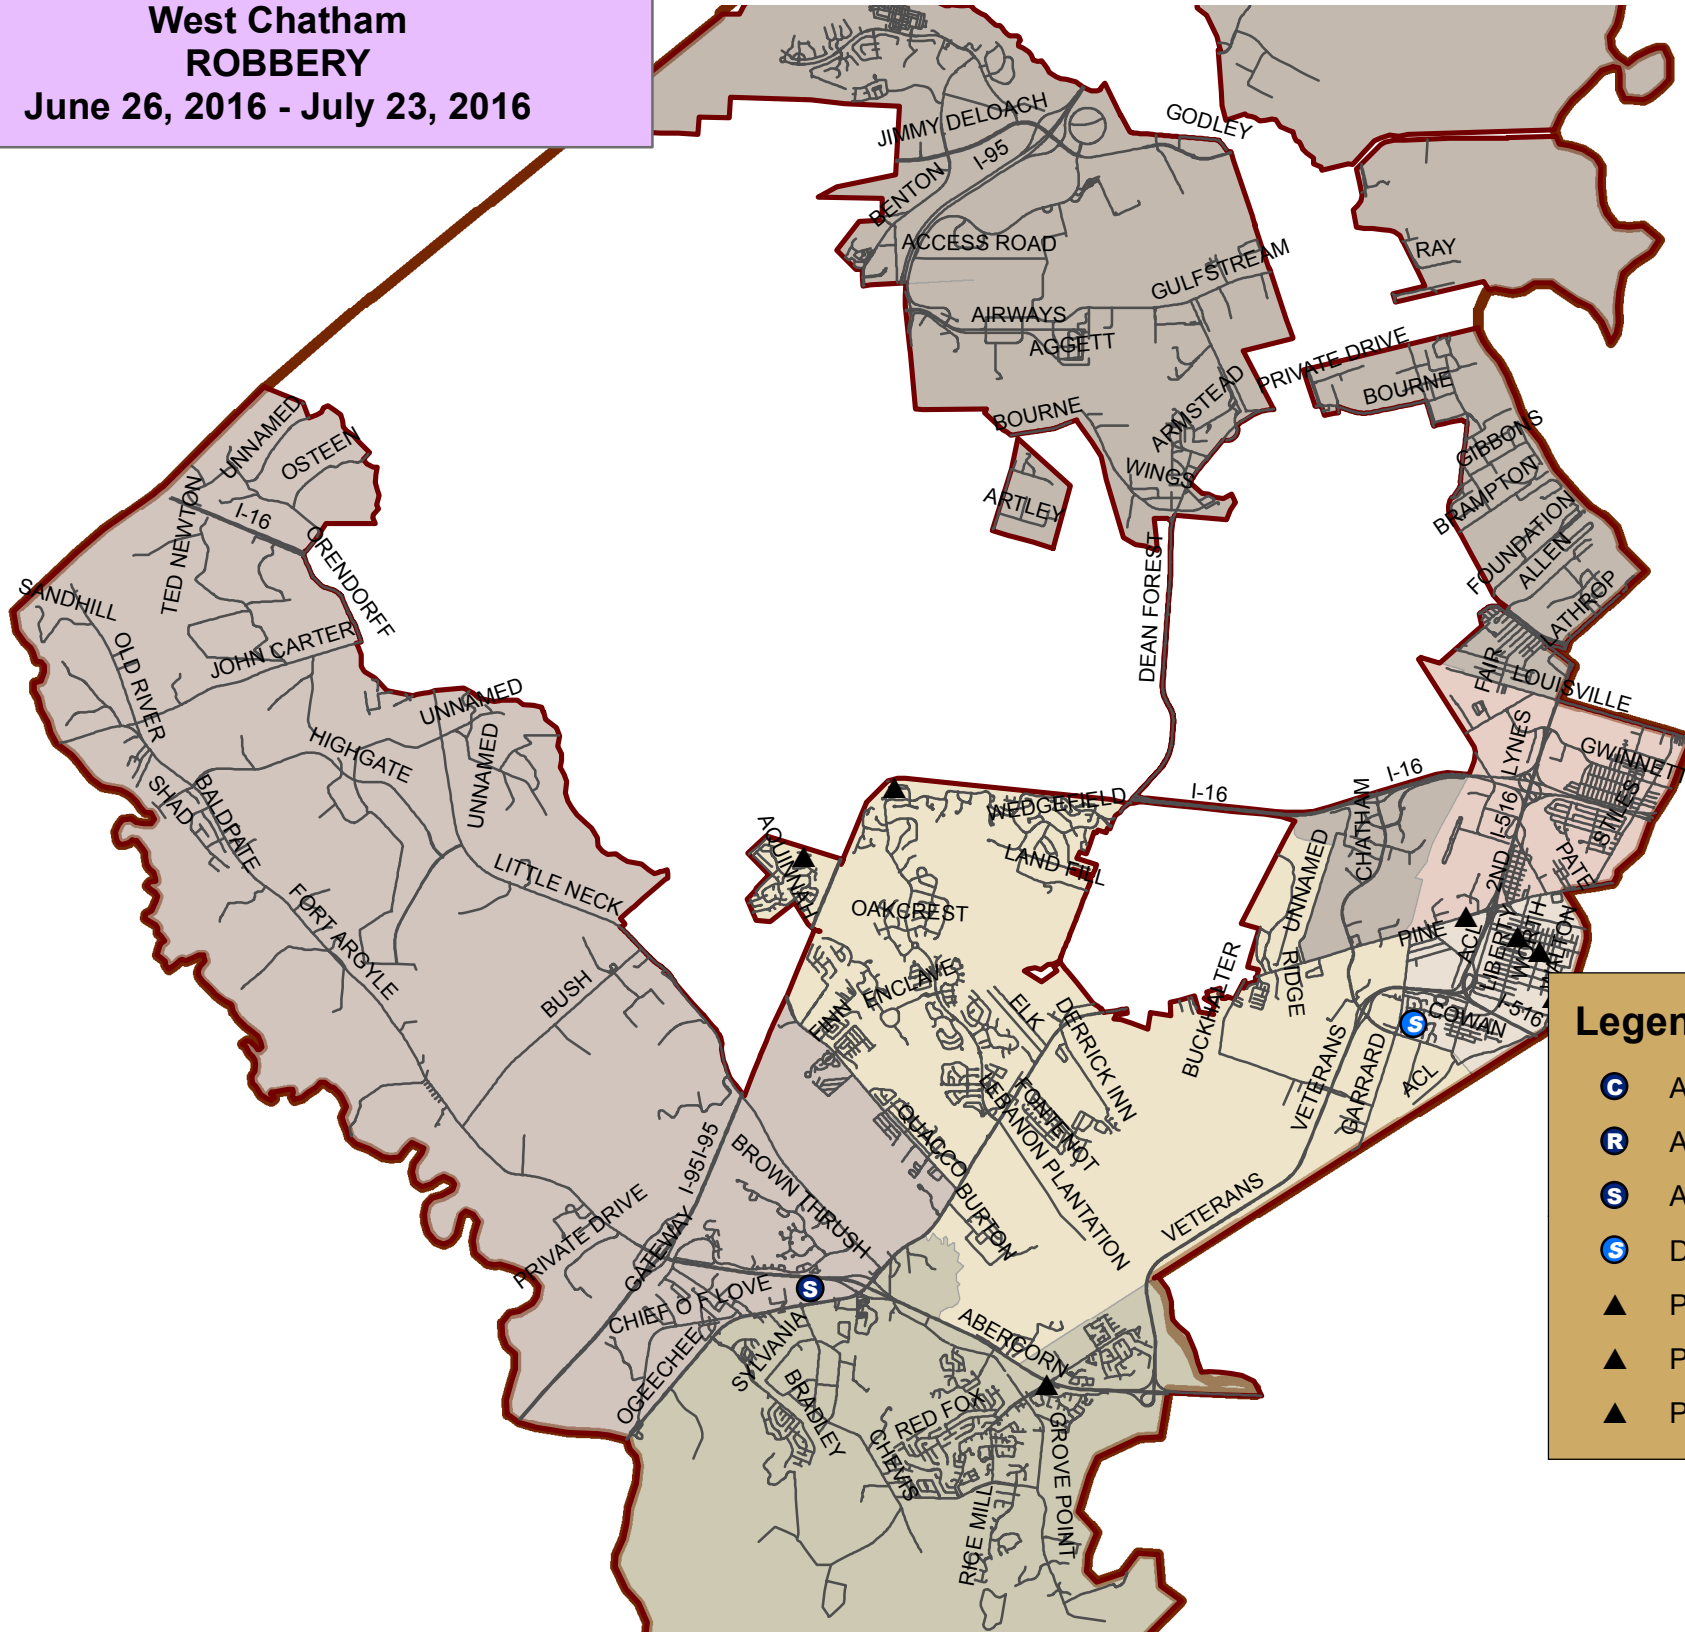 West Chatham
ROBBERY
June 26, 2016 - July 23, 2016
JIMMY DELOACH
GODLEY
I-95
BENTON
ACCESS ROAD
RAY
GULFSTREAM
AIRWAYS
AGGETT
PRIVATE DRIVE
BOURNE
ARMSTEAD
BOURNE
UNNAMED
OSTEEN
GIBBONS
WINGS
BRAMPTON
ARTLEY
TED NEWTON
I-16
FOUNDATION
ALLEN
CRENDORFF
DEAN FOREST
SANDHILL
LATHROP
OLD RIVER
JOHN CARTER
FAIR
LOUISVILLE
UNNAMED
HIGHGATE
UNNAMED
LYNES
GWINNETT
I-16
I-16
SHAD
BALDPATE
WEDGEFIELD
CHATHAM
I-516
STILES
AQUINNAH
LAND FILL
UNNAMED
2ND
PATE
LITTLE NECK
FORT ARGYLE
OAKCREST
PINE
ACL
LIBERTY
WORTH
WALTON
BUSH
ENCLAVE
FINN
ELK
DERRICK INN
BUCKHALTER
RIDGE
COWAN
I-516
S
VETERANS
GARRARD
ACL
LEBANON PLANTATION
FONTENOT
QUACCO
I-95
I-95
BROWN THRUSH
BURTON
VETERANS
PRIVATE DRIVE
GATEWAY
CHIEF O F LOVE
S
ABERCORN
OGEECHEE
SYLVANIA
BRADLEY
RED FOX
CHEVIS
GROVE POINT
RICE MILL
Legen
C A
R A
S A
S D
P
P
P